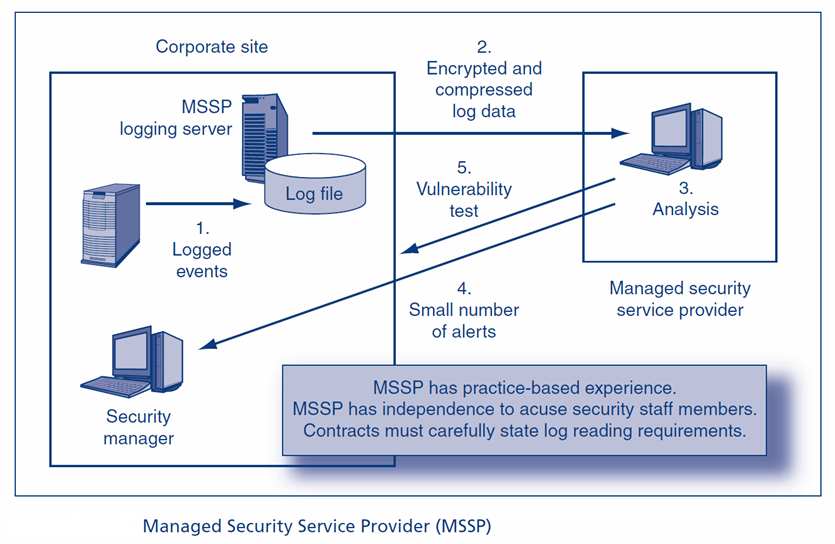 Corporate site
MSSP
logging server
Log file
1.
Logged
events
2.
Encrypted and
compressed
log data
3.
Analysis
Managed security
service provider
5.
Vulnerability
test
4.
Small number
of alerts
Security
manager
MSSP has practice-based experience.
MSSP has independence to acuse security staff members.
Contracts must carefully state log reading requirements.
Managed Security Service Provider (MSSP)